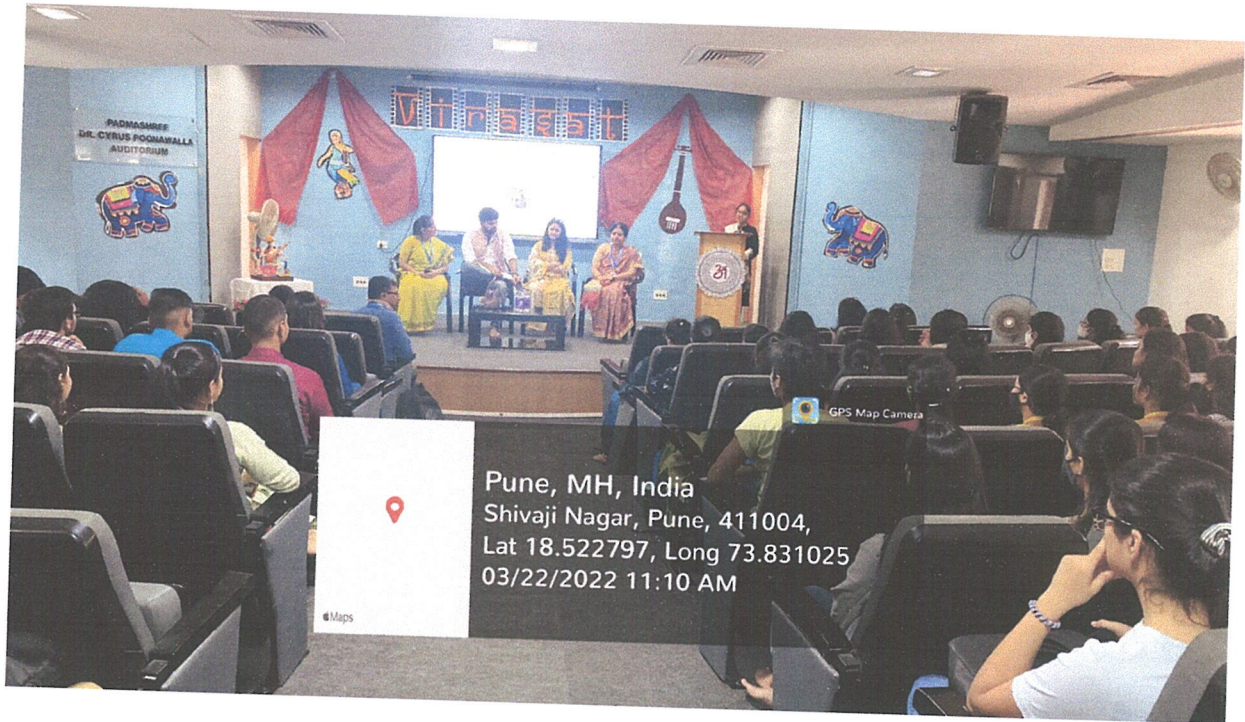 Virasat
PADMASHREE
DR. CYRUS POONAWALLA
AUDITORIUM
GPS Map Camera
Pune, MH, India
Shivaji Nagar, Pune, 411004,
Lat 18.522797, Long 73.831025
03/22/2022 11:10 AM
Maps